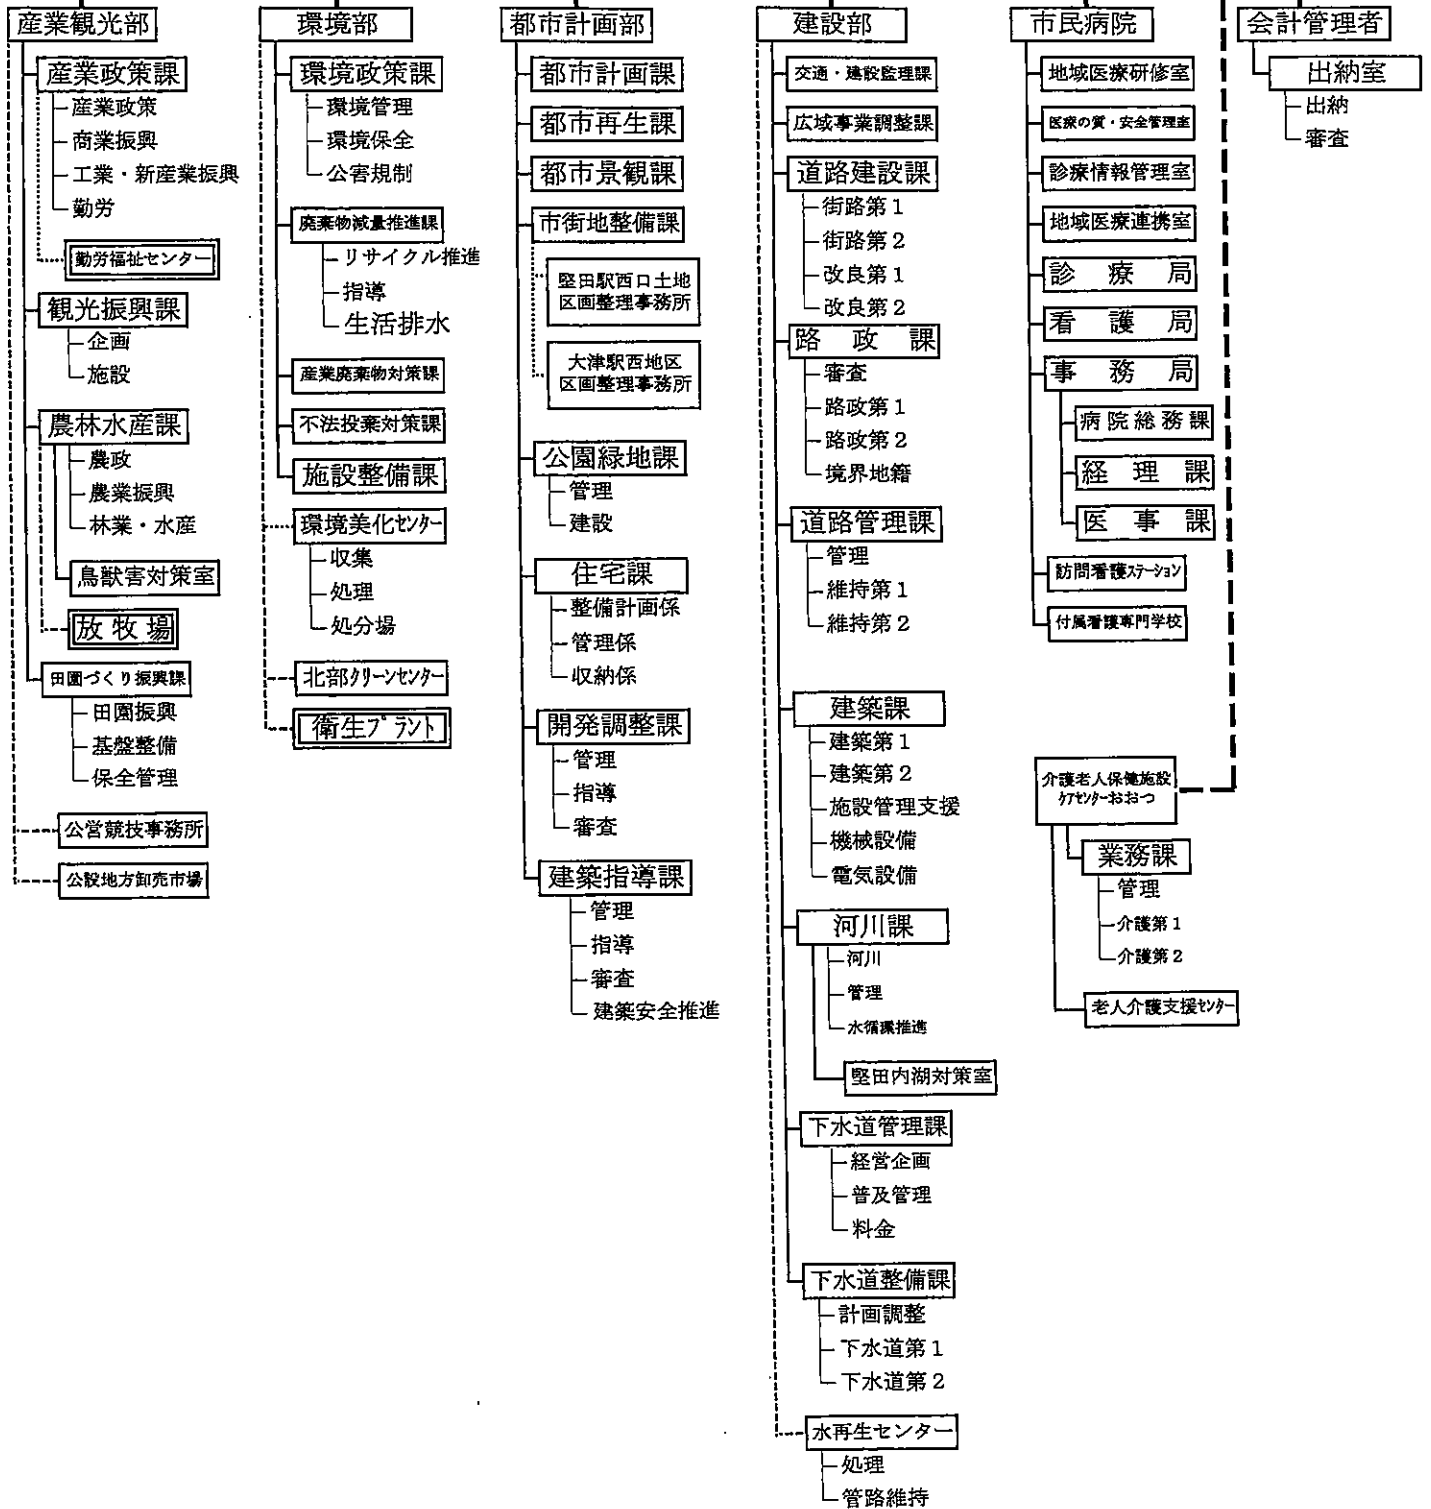 産業観光部
産業政策課
産業政策
商業振興
工業・新産業振興
勤労
勤労福祉センター
観光振興課
企画
施設
農林水産課
農政
農業振興
林業・水産
鳥獣害対策室
放牧場
田園づくり振興課
田園振興
基盤整備
保全管理
公営競技事務所
公設地方卸売市場
環境部
環境政策課
環境管理
環境保全
公害規制
廃棄物減量推進課
リサイクル推進
指導
生活排水
産業廃棄物対策課
不法投棄対策課
施設整備課
環境美化センター
収集
処理
処分場
北部クリーンセンター
衛生プラント
都市計画部
都市計画課
都市再生課
都市景観課
市街地整備課
堅田駅西口土地
区画整理事務所
大津駅西地区
区画整理事務所
公園緑地課
管理
建設
住宅課
整備計画係
管理係
収納係
開発調整課
管理
指導
審査
建築指導課
管理
指導
審査
建築安全推進
建設部
交通・建設監理課
広域事業調整課
道路建設課
街路第1
街路第2
改良第1
改良第2
路政課
審査
路政第1
路政第2
境界地籍
道路管理課
管理
維持第1
維持第2
建築課
建築第1
建築第2
施設管理支援
機械設備
電気設備
河川課
河川
管理
水循環推進
堅田内湖対策室
下水道管理課
経営企画
普及管理
料金
下水道整備課
計画調整
下水道第1
下水道第2
水再生センター
処理
管路維持
市民病院
地域医療研修室
医療の質・安全管理室
診療情報管理室
地域医療連携室
診療局
看護局
事務局
病院総務課
経理課
医事課
訪問看護ステーション
付属看護専門学校
介護老人保健施設
ケアセンターおおつ
業務課
管理
介護第1
介護第2
老人介護支援センター
会計管理者
出納室
出納
審査